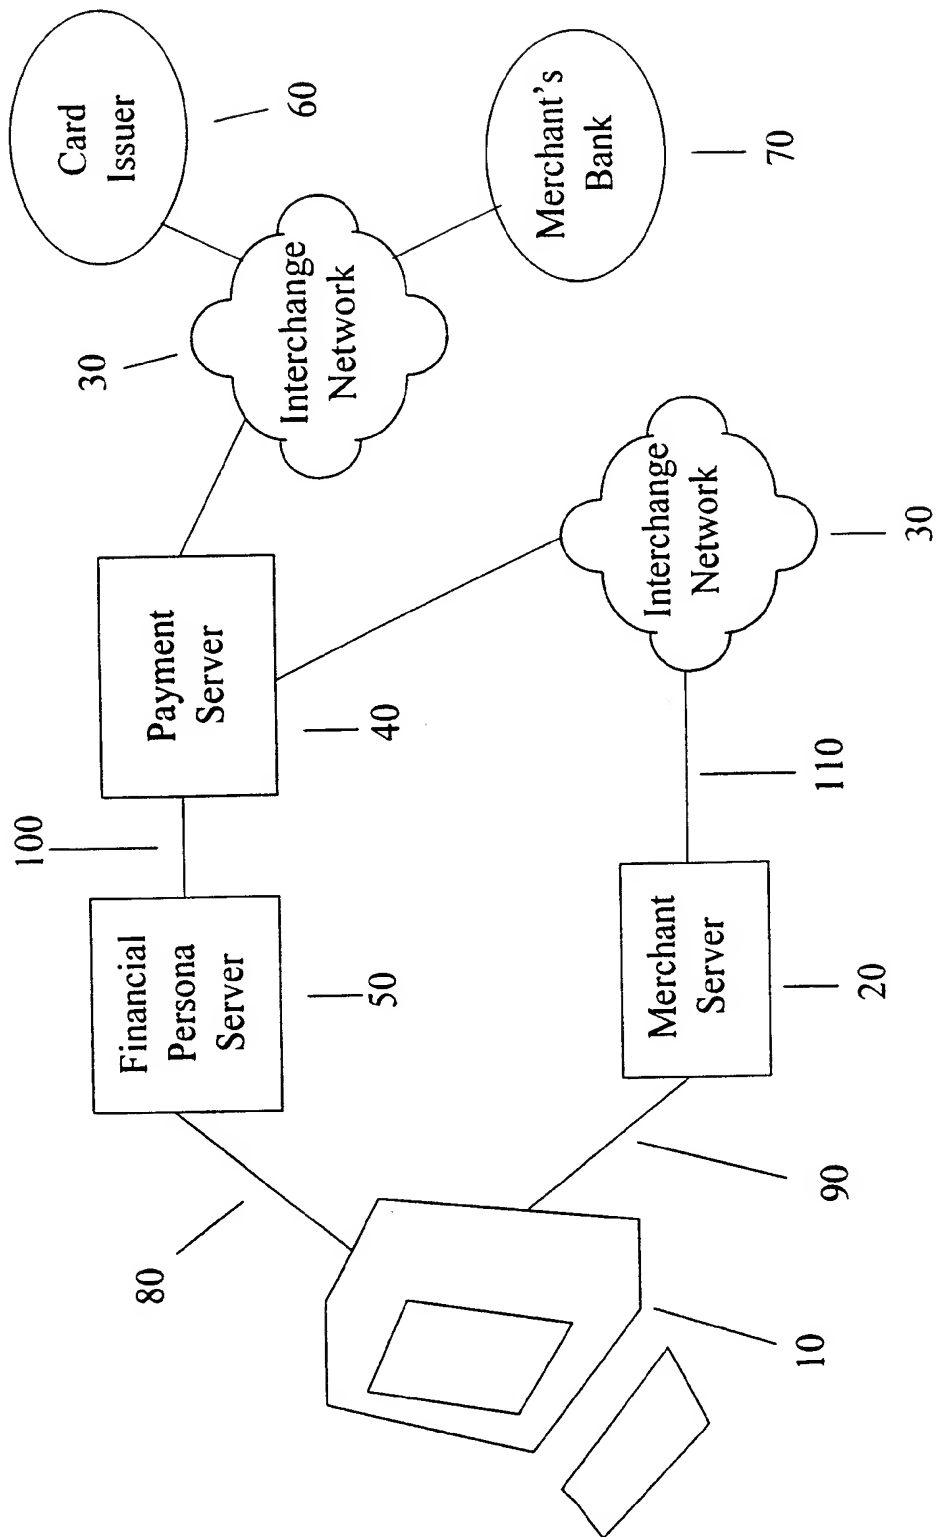 100
Financial
Persona
Server
50
Payment
Server
40
30
Interchange
Network
Card
Issuer
60
Merchant's
Bank
70
80
10
90
Merchant
Server
20
110
Interchange
Network
30